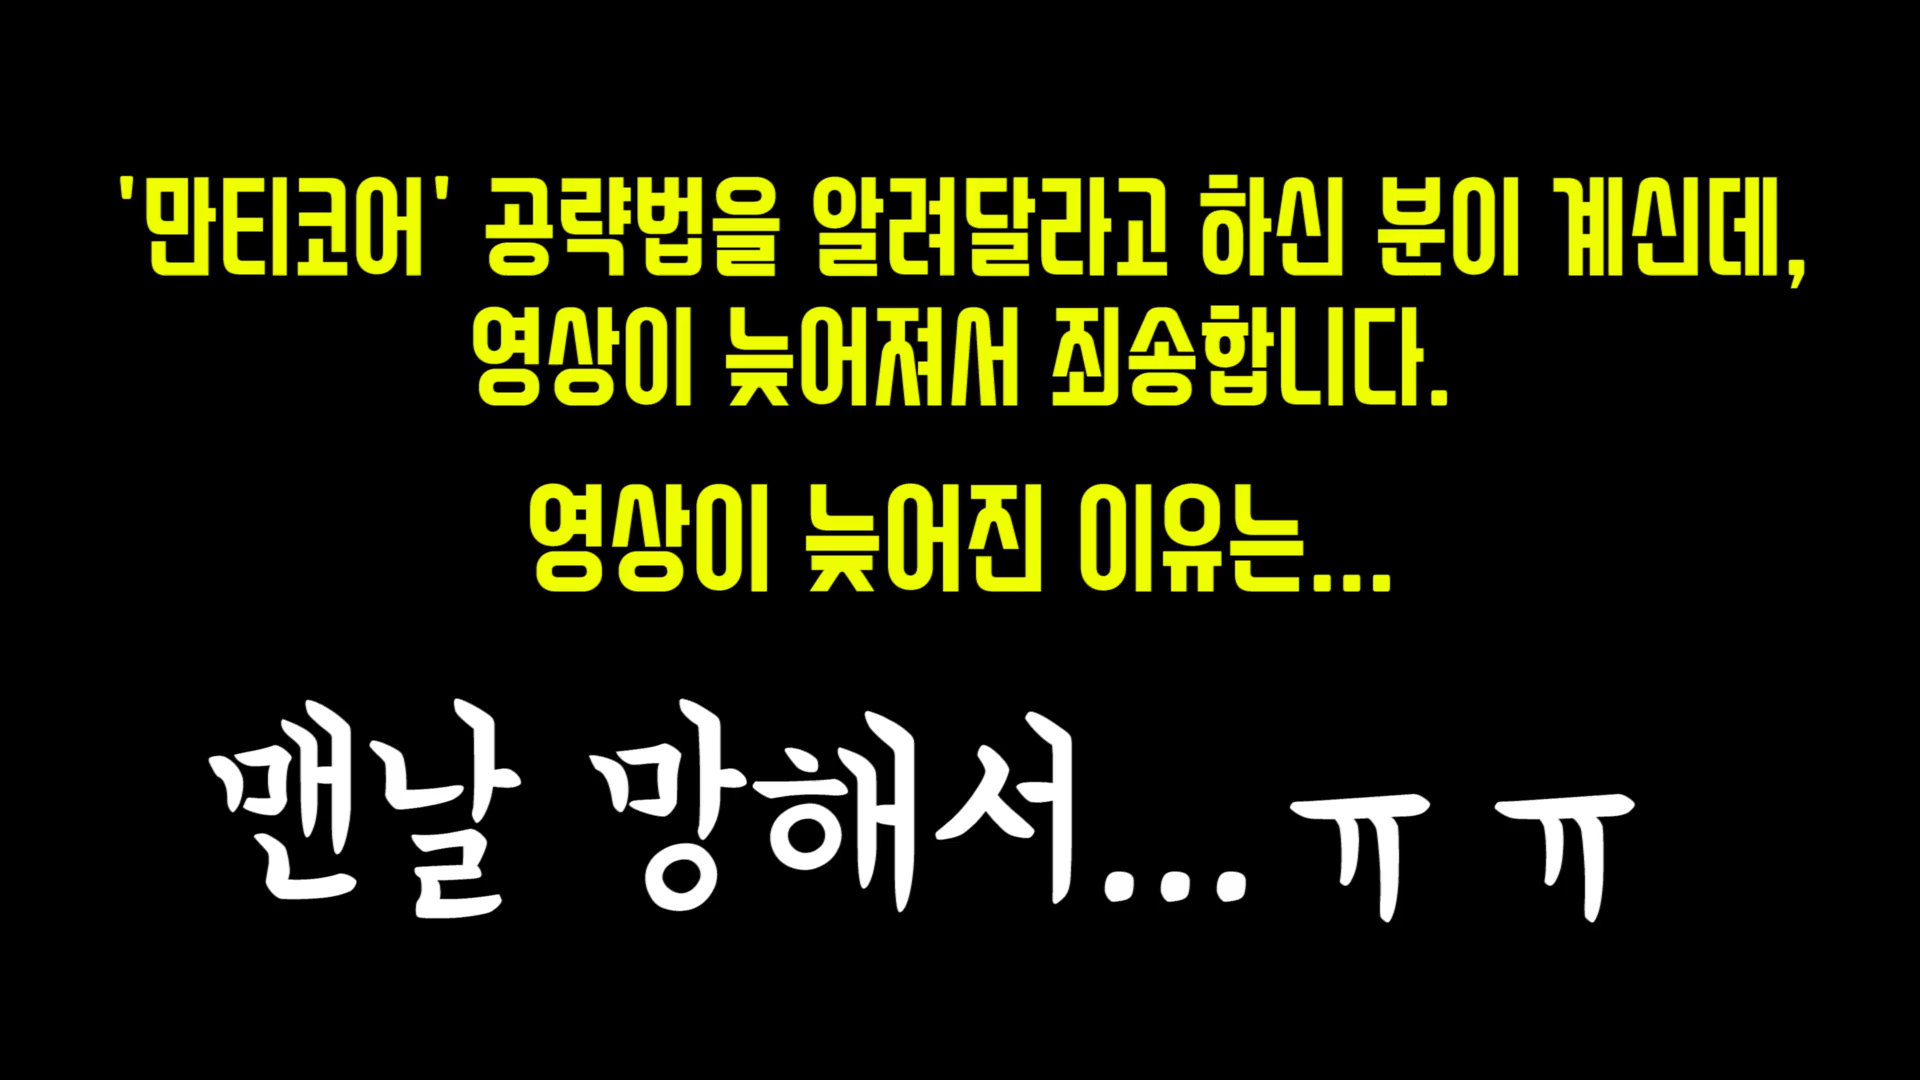 '만티코어' 공략법을 알려달라고 하신 분이 계신데,
영상이 늦어져서 죄송합니다.
영상이 늦어진 이유는...
맨날 망해서... ㅠ ㅠ